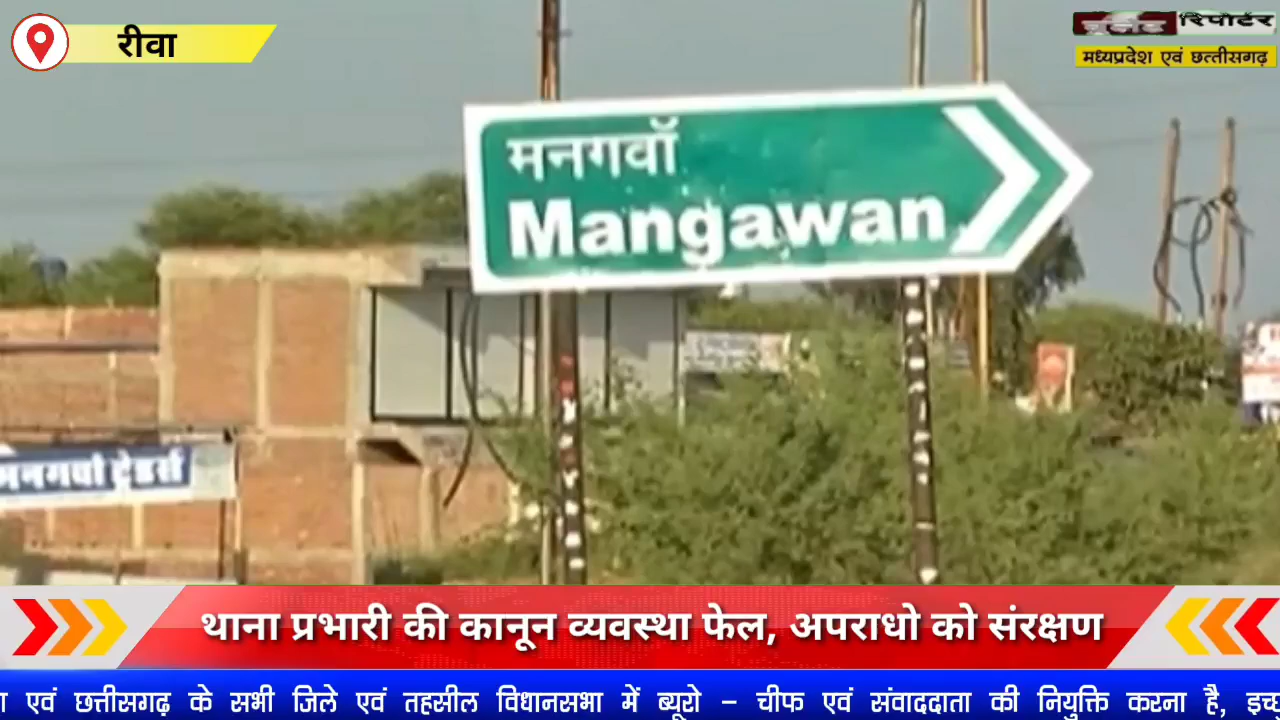 रीवा
रिपोर्टर
मध्यप्रदेश एवं छत्तीसगढ़
मनगवॉ
Mangawan
मनगवां ट्रेडर्स
थाना प्रभारी की कानून व्यवस्था फेल, अपराधो को संरक्षण
एवं छत्तीसगढ़ के सभी जिले एवं तहसील विधानसभा में ब्यूरो – चीफ एवं संवाददाता की नियुक्ति करना है,